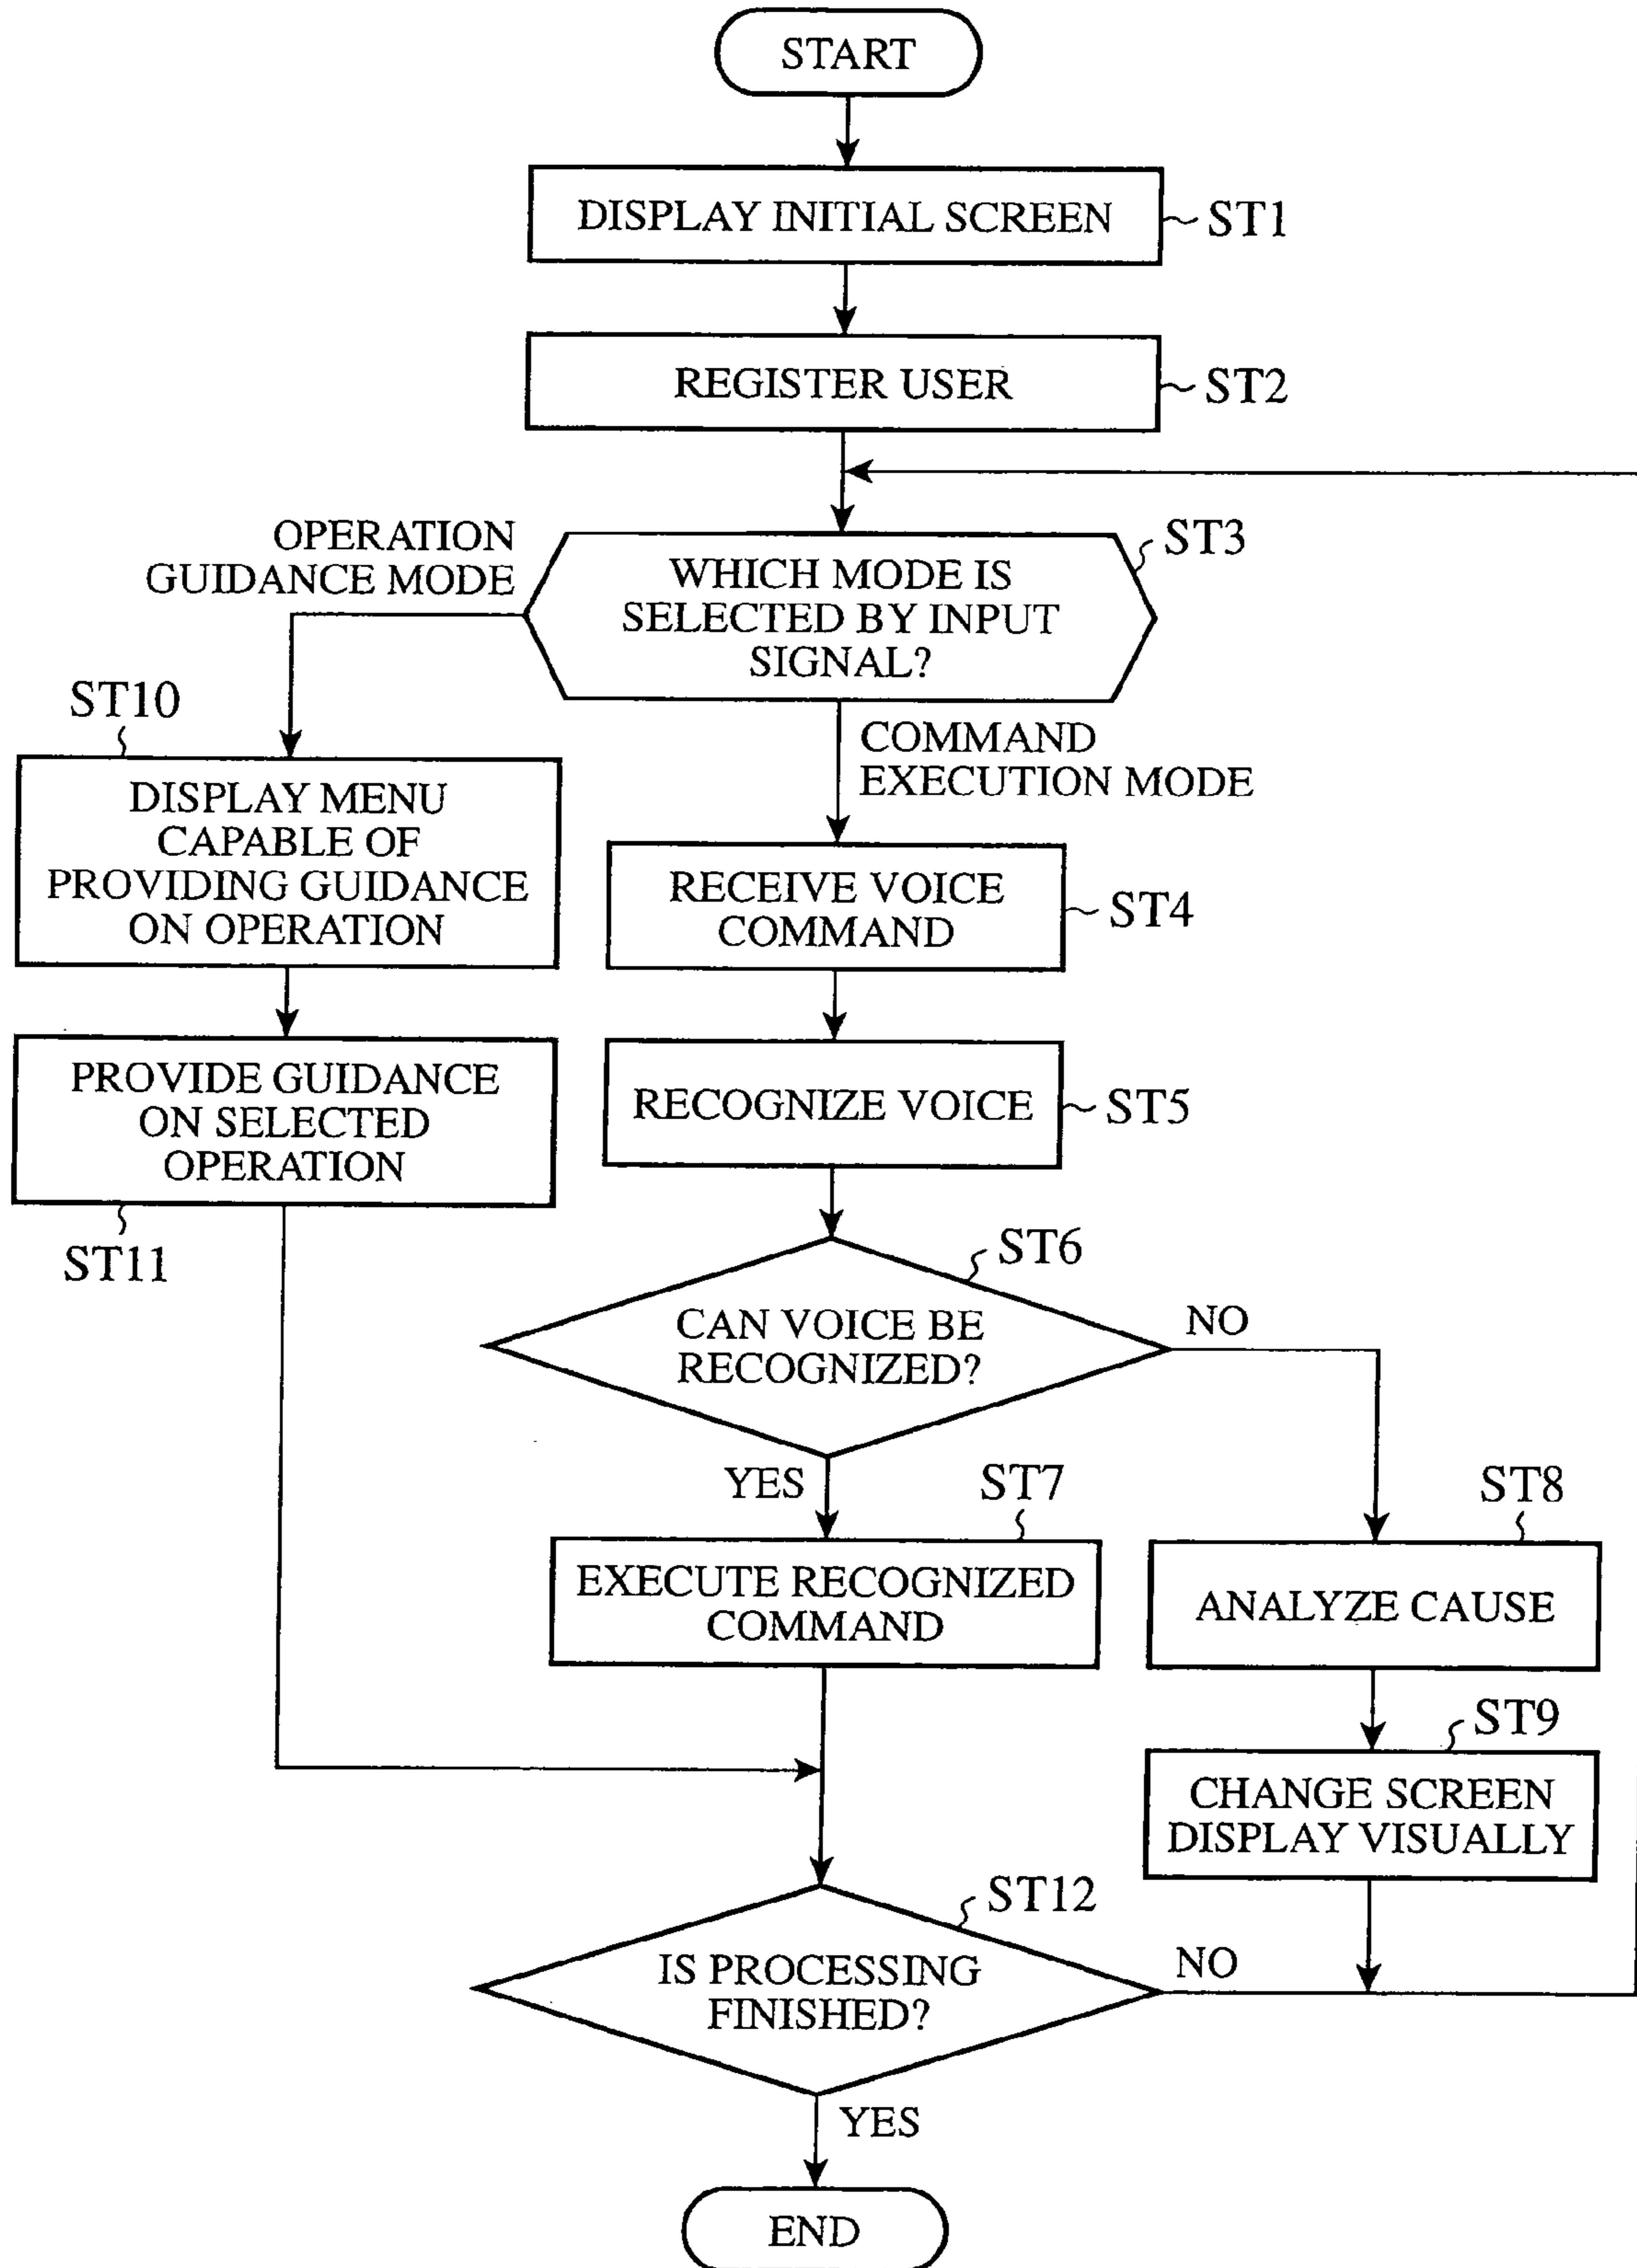 START
DISPLAY INITIAL SCREEN
ST1
REGISTER USER
ST2
OPERATION
GUIDANCE MODE
ST3
WHICH MODE IS
SELECTED BY INPUT
SIGNAL?
ST10
COMMAND
EXECUTION MODE
DISPLAY MENU
CAPABLE OF
PROVIDING GUIDANCE
ON OPERATION
RECEIVE VOICE
COMMAND
ST4
PROVIDE GUIDANCE
ON SELECTED
OPERATION
ST11
RECOGNIZE VOICE
ST5
ST6
CAN VOICE BE
RECOGNIZED?
NO
YES
ST7
ST8
EXECUTE RECOGNIZED
COMMAND
ANALYZE CAUSE
ST9
CHANGE SCREEN
DISPLAY VISUALLY
ST12
IS PROCESSING
FINISHED?
NO
YES
END